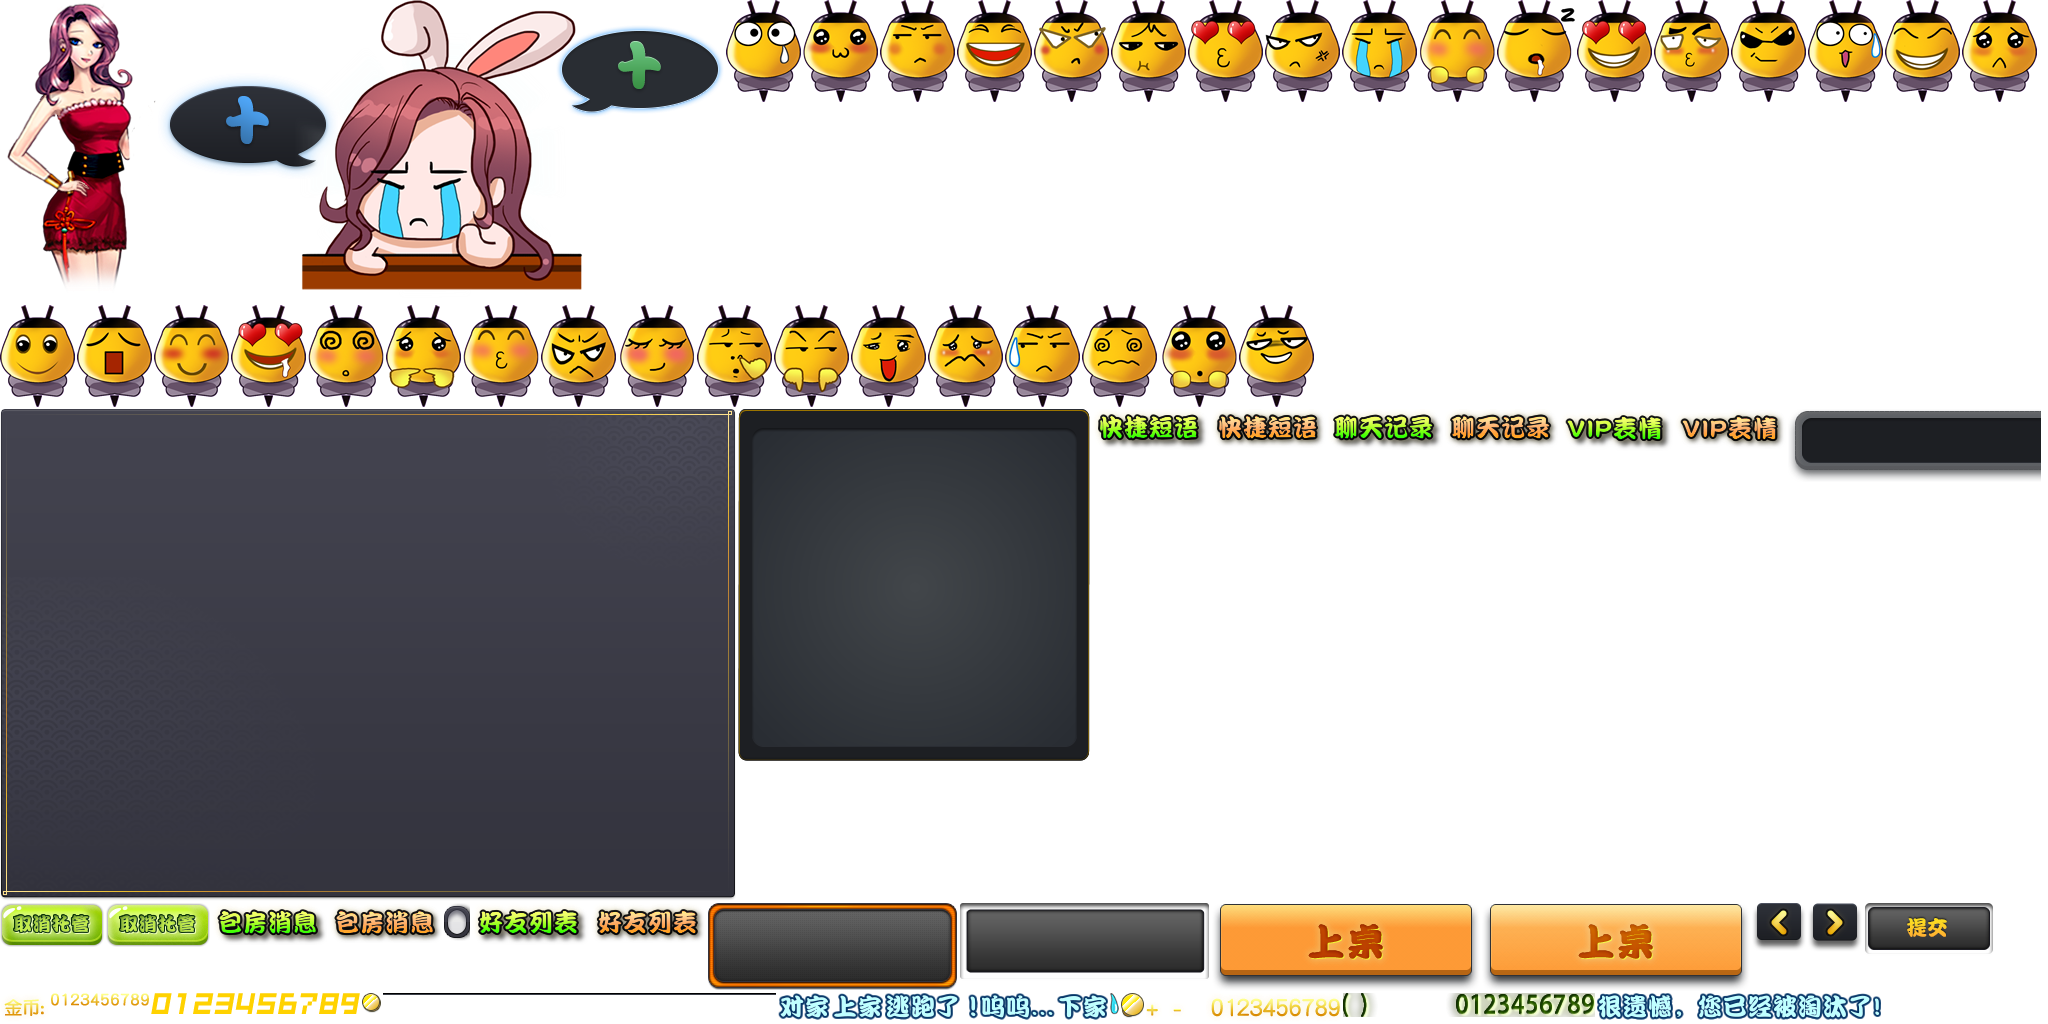 z
快捷短语 快捷短语 聊天记录 聊天记录 VIP表情 VIP表情
取消托管 取消托管 包房消息 包房消息 好友列表 好友列表 上桌 上桌 提交
金币: 0123456789 0123456789 对家上家逃跑了!呜呜...下家 + - 0123456789 () 0123456789 很遗憾,您已经被淘汰了!